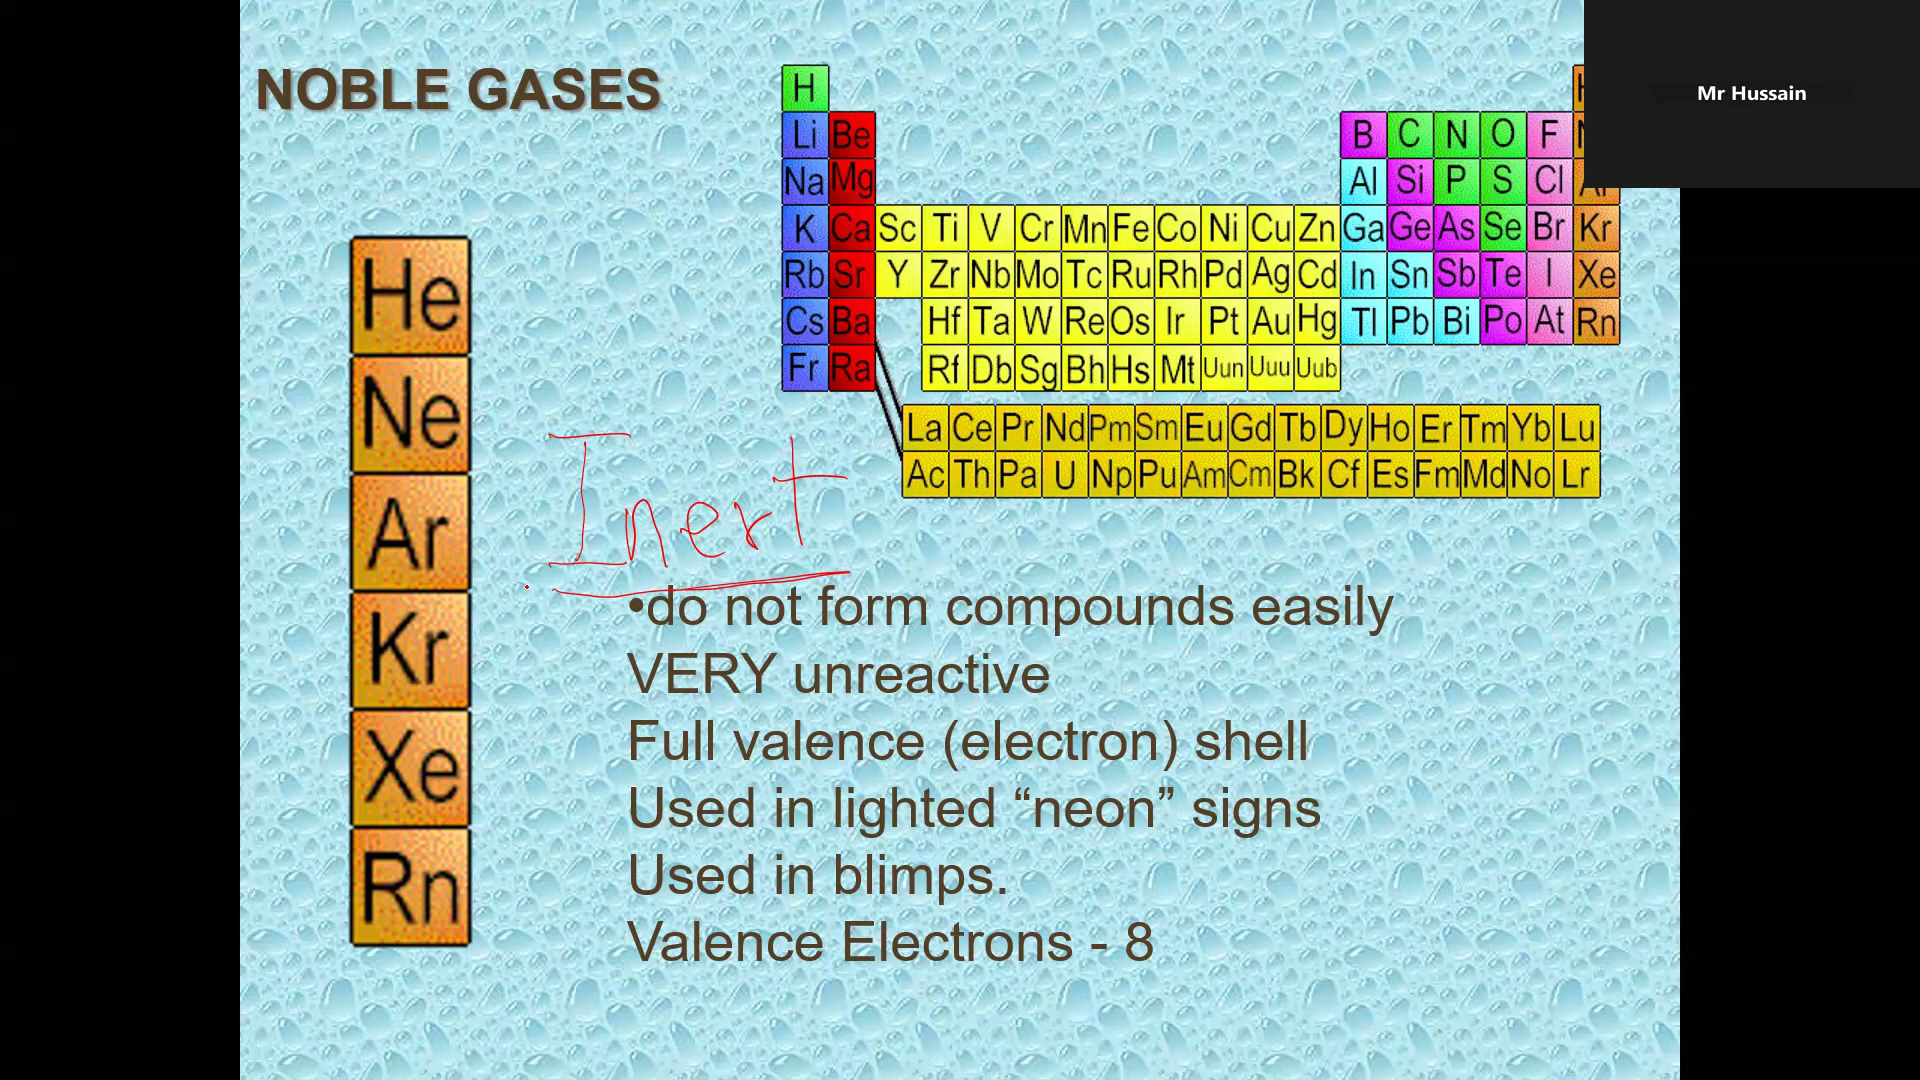 NOBLE GASES
Mr Hussain
H
Li Be B C N O F
Na Mg Al Si P S Cl Ar
K Ca Sc Ti V Cr Mn Fe Co Ni Cu Zn Ga Ge As Se Br Kr
Rb Sr Y Zr Nb Mo Tc Ru Rh Pd Ag Cd In Sn Sb Te I Xe
Cs Ba Hf Ta W Re Os Ir Pt Au Hg Tl Pb Bi Po At Rn
Fr Ra Rf Db Sg Bh Hs Mt Uun Uuu Uub
La Ce Pr Nd Pm Sm Eu Gd Tb Dy Ho Er Tm Yb Lu
Ac Th Pa U Np Pu Am Cm Bk Cf Es Fm Md No Lr
He
Ne
Ar
Kr
Xe
Rn
Inert
•do not form compounds easily
VERY unreactive
Full valence (electron) shell
Used in lighted “neon” signs
Used in blimps.
Valence Electrons - 8